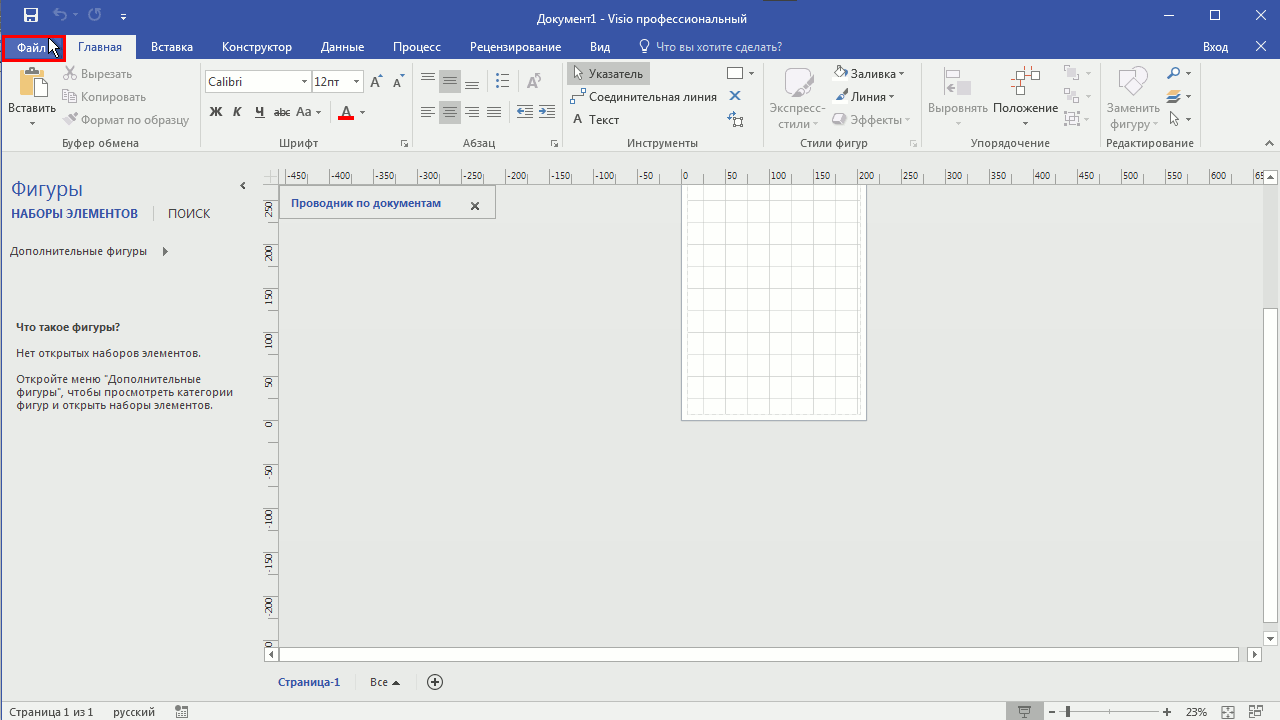 Документ1 - Visio профессиональный
Файл Главная Вставка Конструктор Данные Процесс Рецензирование Вид Что вы хотите сделать? Вход
Вставить
Вырезать
Копировать
Формат по образцу
Буфер обмена
Calibri 12пт
Ж К Ч abc Aa A
Шрифт
Абзац
Указатель
Соединительная линия
A Текст
Инструменты
Экспресс-
стили
Заливка
Линия
Эффекты
Стили фигур
Выровнять
Положение
Упорядочение
Заменить
фигуру
Редактирование
Фигуры
НАБОРЫ ЭЛЕМЕНТОВ ПОИСК
Дополнительные фигуры
Что такое фигуры?
Нет открытых наборов элементов.
Откройте меню "Дополнительные
фигуры", чтобы просмотреть категории
фигур и открыть наборы элементов.
-450 -400 -350 -300 -250 -200 -150 -100 -50 0 50 100 150 200 250 300 350 400 450 500 550 600
Проводник по документам
250
200
150
100
50
0
-50
-100
-150
-200
Страница-1 Все
Страница 1 из 1 русский 23%